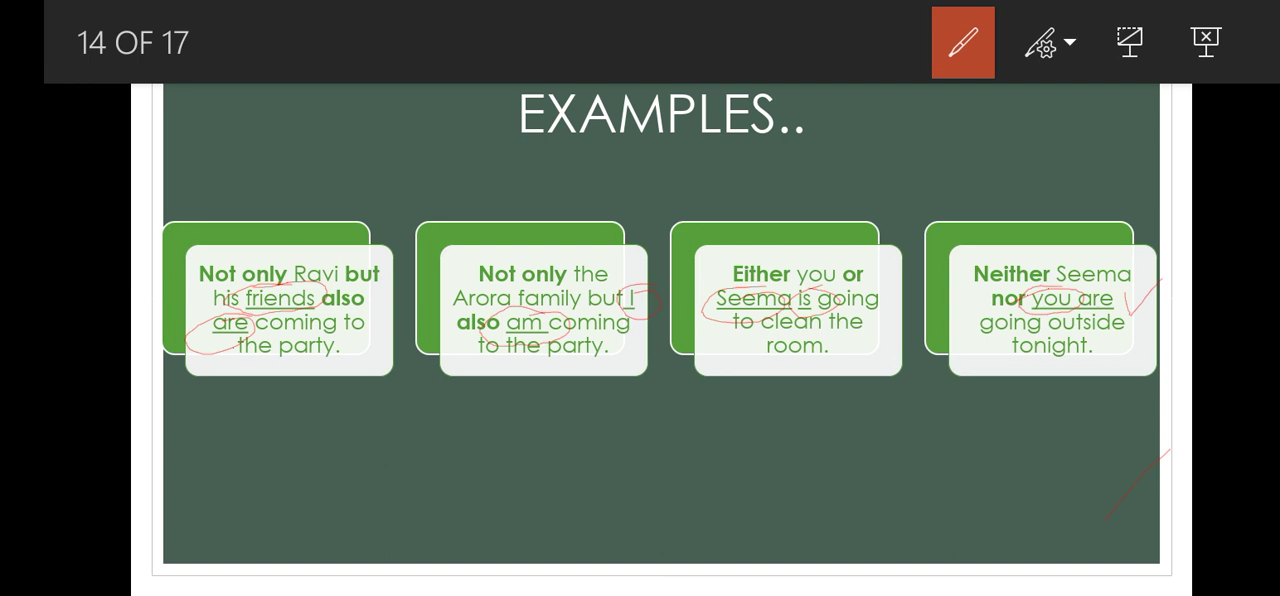 14 OF 17
EXAMPLES..
Not only Ravi but
his friends also
are coming to
the party.
Not only the
Arora family but I
also am coming
to the party.
Either you or
Seema is going
to clean the
room.
Neither Seema
nor you are
going outside
tonight.